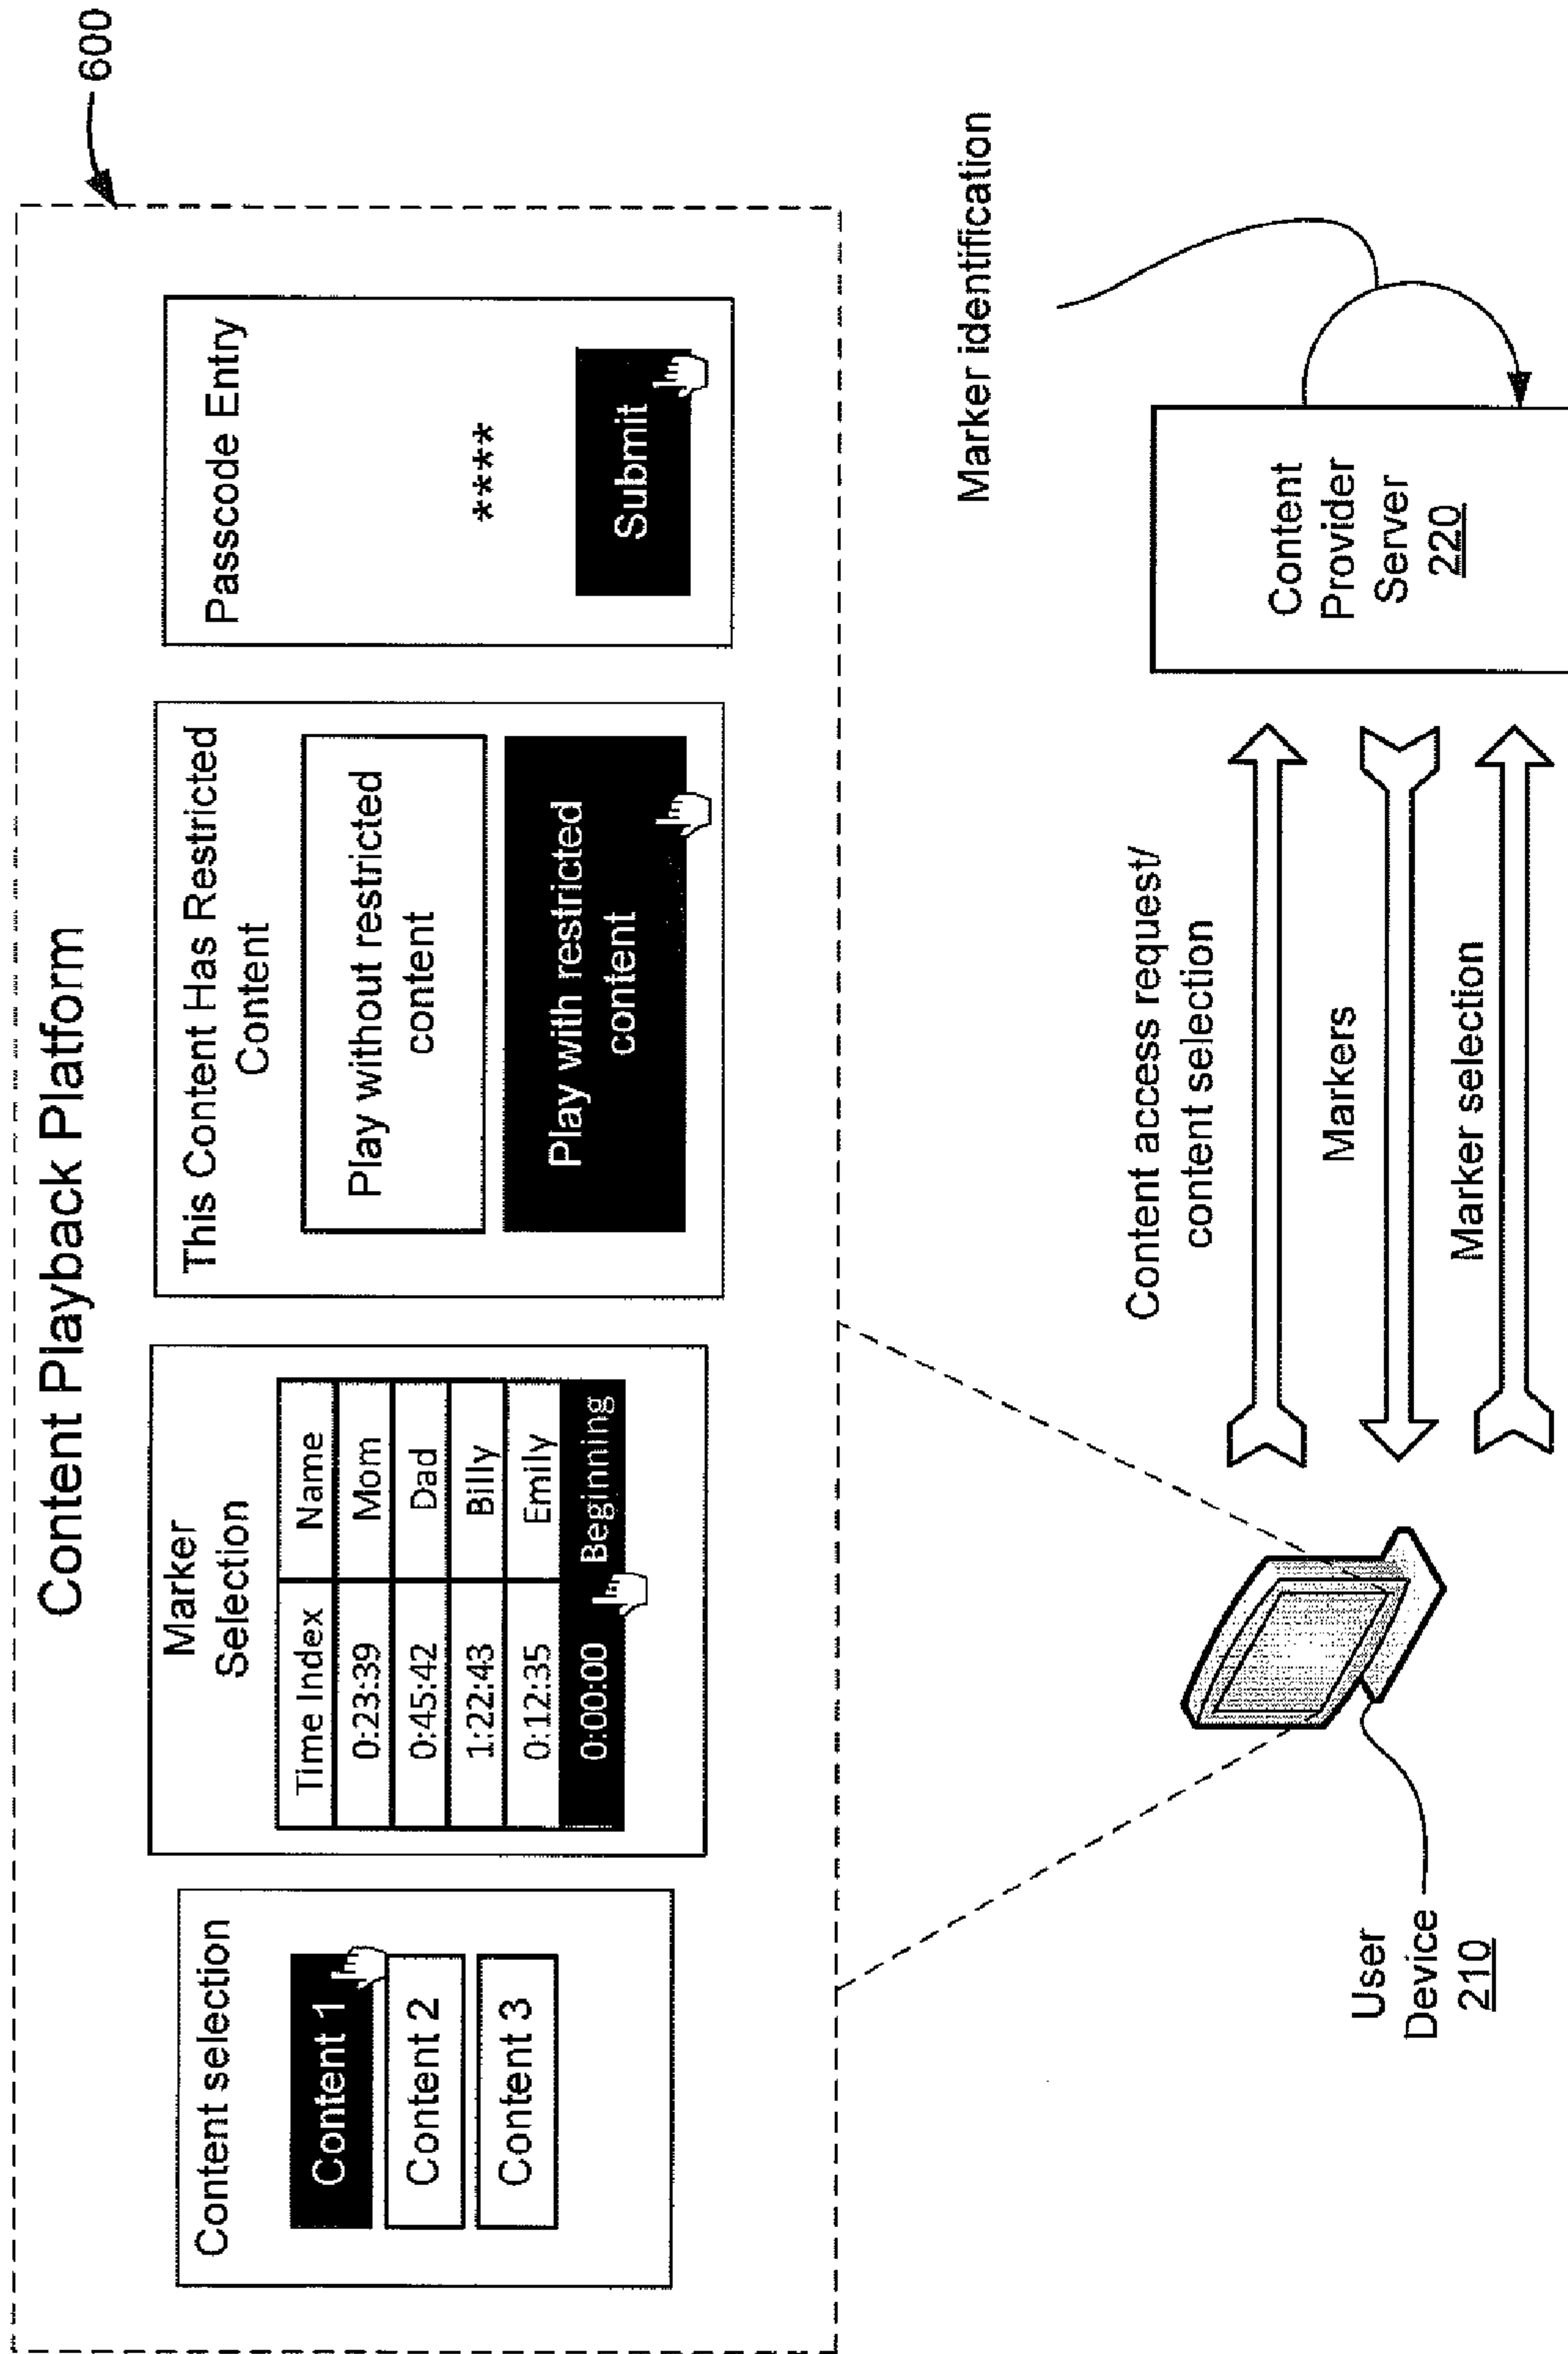 600
Content Playback Platform
Content selection
Content 1
Content 2
Content 3
Marker
Selection
Time Index Name
0:23:39 Mom
0:45:42 Dad
1:22:43 Billy
0:12:35 Emily
0:00:00 Beginning
This Content Has Restricted
Content
Play without restricted
content
Play with restricted
content
Passcode Entry
****
Submit
User
Device
210
Content access request/
content selection
Markers
Marker selection
Content
Provider
Server
220
Marker identification